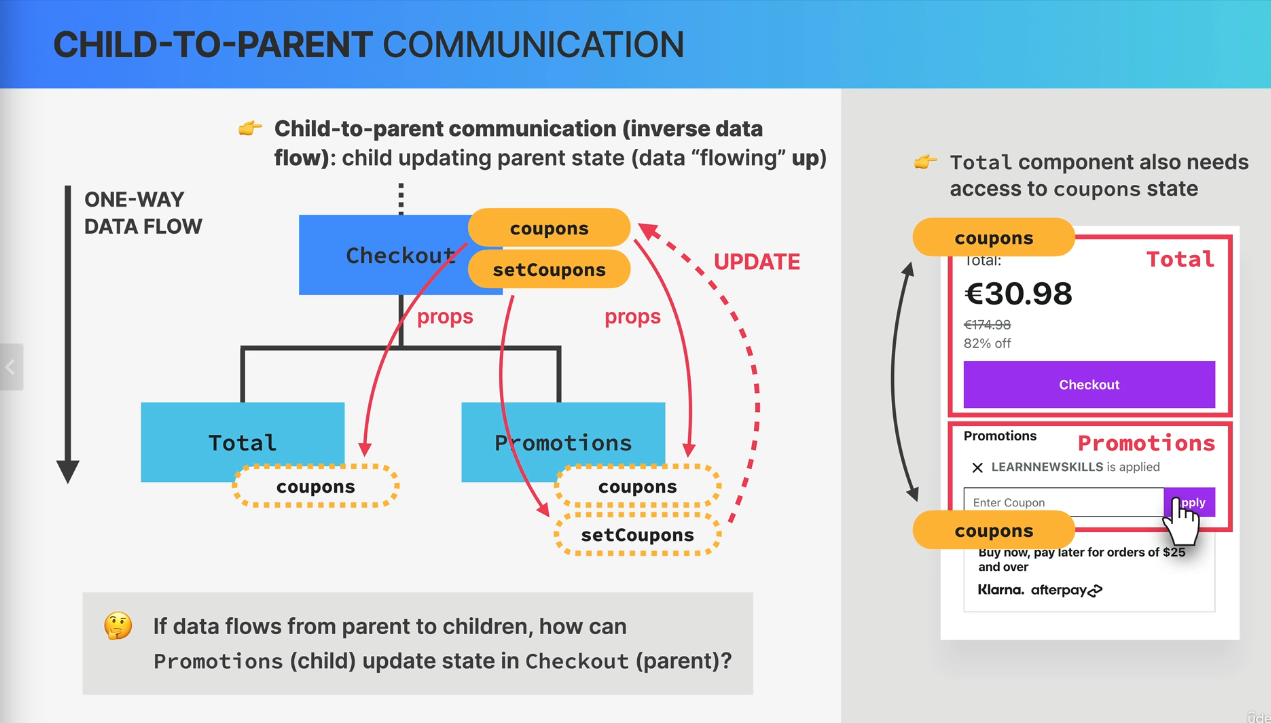 CHILD-TO-PARENT COMMUNICATION
👉 Child-to-parent communication (inverse data
flow): child updating parent state (data “flowing” up)
ONE-WAY
DATA FLOW
Checkout
coupons
setCoupons
UPDATE
props
props
Total
coupons
Promotions
coupons
setCoupons
🤔 If data flows from parent to children, how can
Promotions (child) update state in Checkout (parent)?
👉 Total component also needs
access to coupons state
coupons
Total:
Total
€30.98
€174.98
82% off
Checkout
Promotions
Promotions
LEARNNEWSKILLS is applied
Enter Coupon
coupons
Buy now, pay later for orders of $25
and over
Klarna. afterpay